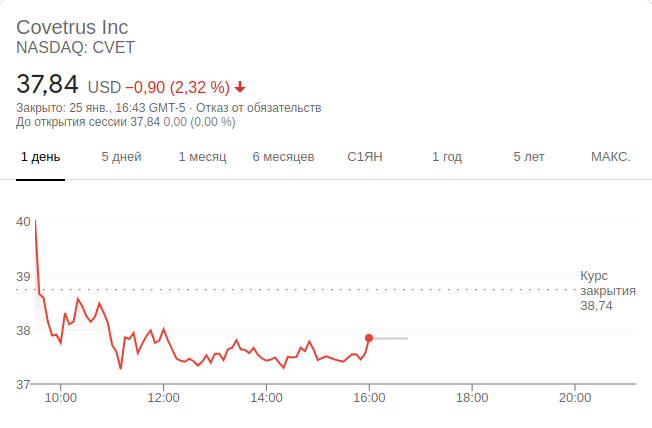 Covetrus Inc
NASDAQ: CVET
37,84 USD −0,90 (2,32 %)
Закрыто: 25 янв., 16:43 GMT-5 · Отказ от обязательств
До открытия сессии 37,84 0,00 (0,00 %)
1 день 5 дней 1 месяц 6 месяцев С1ЯН 1 год 5 лет МАКС.
40
39
Курс
закрытия
38,74
38
37
10:00 12:00 14:00 16:00 18:00 20:00